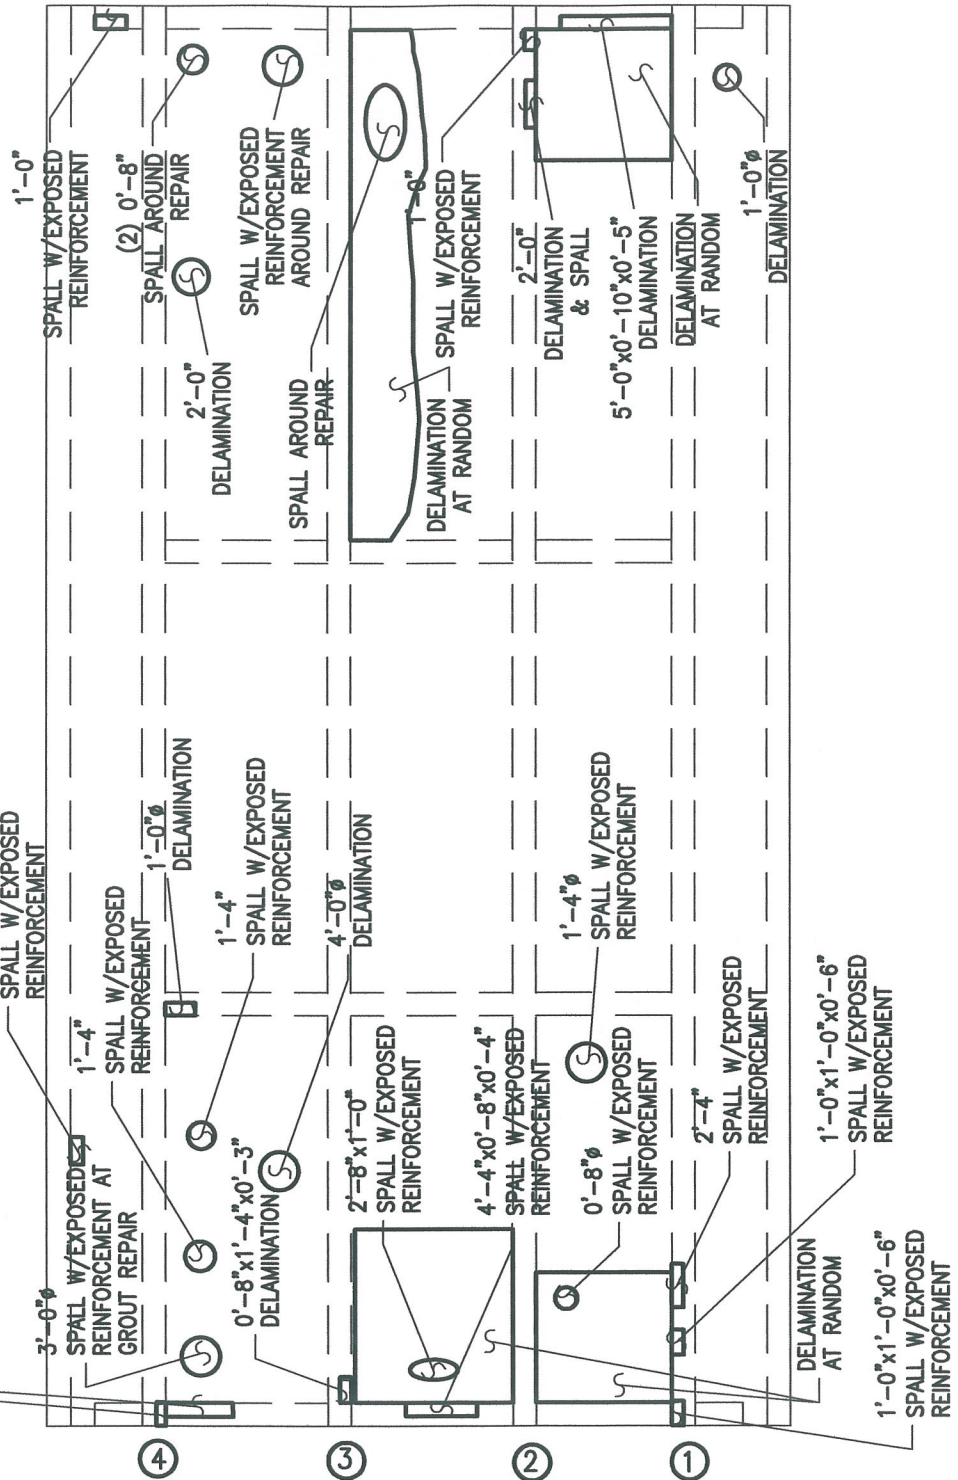 SPALL W/EXPOSED
REINFORCEMENT
3'-0"ø
SPALL W/EXPOSED
REINFORCEMENT AT
GROUT REPAIR
1'-4"
SPALL W/EXPOSED
REINFORCEMENT
1'-0"ø
DELAMINATION
1'-4"
SPALL W/EXPOSED
REINFORCEMENT
0'-8"x1'-4"x0'-3"
DELAMINATION
4'-0"ø
DELAMINATION
2'-8"x1'-0"
SPALL W/EXPOSED
REINFORCEMENT
4'-4"x0'-8"x0'-4"
SPALL W/EXPOSED
REINFORCEMENT
1'-4"ø
SPALL W/EXPOSED
REINFORCEMENT
0'-8"ø
SPALL W/EXPOSED
REINFORCEMENT
2'-4"
SPALL W/EXPOSED
REINFORCEMENT
1'-0"x1'-0"x0'-6"
SPALL W/EXPOSED
REINFORCEMENT
DELAMINATION
AT RANDOM
1'-0"x1'-0"x0'-6"
SPALL W/EXPOSED
REINFORCEMENT
4
3
2
1
1'-0"
SPALL W/EXPOSED
REINFORCEMENT
(2) 0'-8"
SPALL AROUND
REPAIR
2'-0"
DELAMINATION
SPALL W/EXPOSED
REINFORCEMENT
AROUND REPAIR
SPALL AROUND
REPAIR
DELAMINATION
AT RANDOM
1'-0"
SPALL W/EXPOSED
REINFORCEMENT
2'-0"
DELAMINATION
& SPALL
5'-0"x0'-10"x0'-5"
DELAMINATION
DELAMINATION
AT RANDOM
1'-0"ø
DELAMINATION